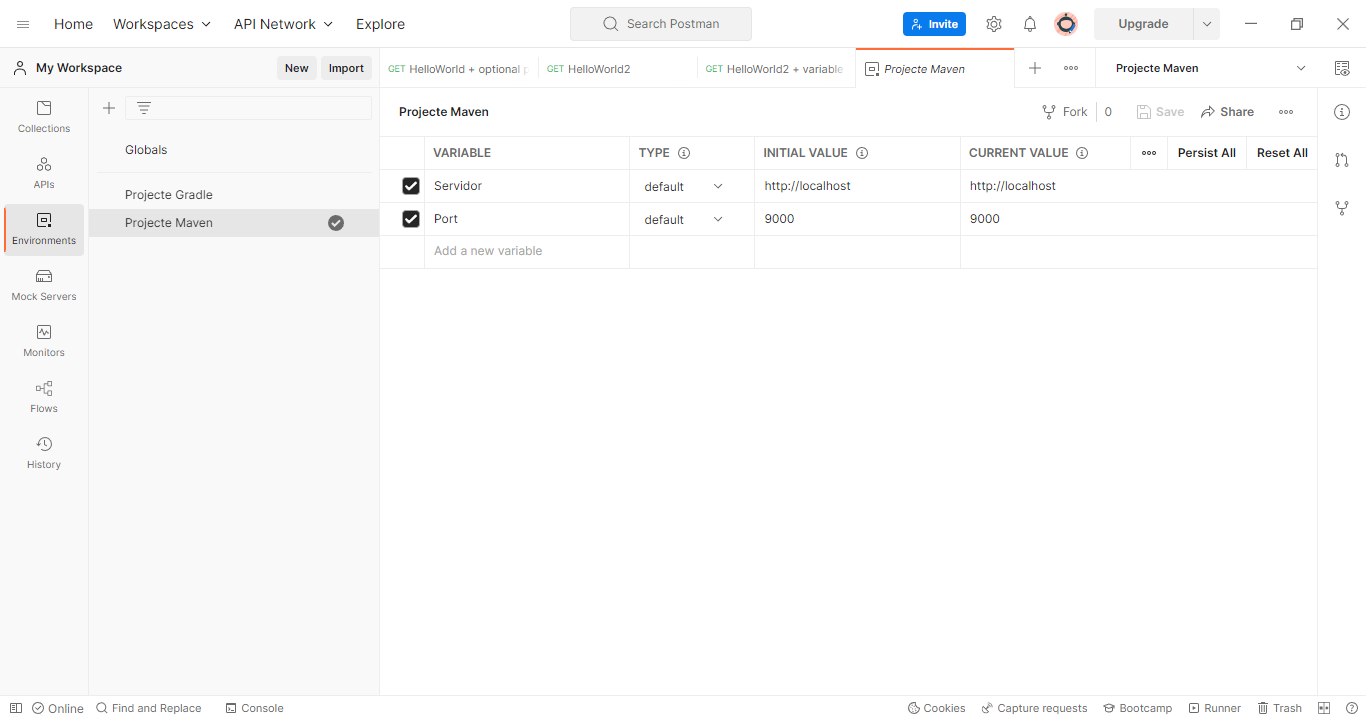 Home Workspaces API Network Explore Search Postman Invite Upgrade
My Workspace New Import GET HelloWorld + optional p GET HelloWorld2 GET HelloWorld2 + variable Projecte Maven Projecte Maven
Collections
APIs
Environments
Mock Servers
Monitors
Flows
History
Globals
Projecte Gradle
Projecte Maven
Projecte Maven Fork 0 Save Share
VARIABLE TYPE INITIAL VALUE CURRENT VALUE Persist All Reset All
Servidor default http://localhost http://localhost
Port default 9000 9000
Add a new variable
Online Find and Replace Console Cookies Capture requests Bootcamp Runner Trash